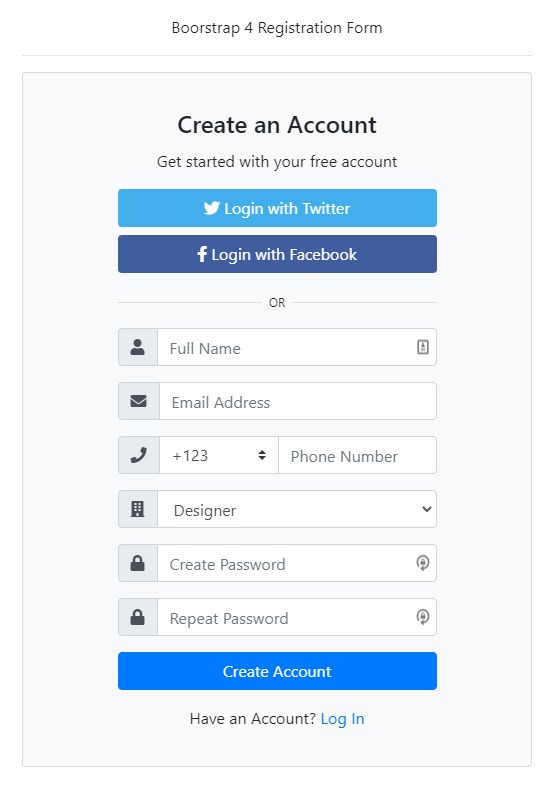 Boorstrap 4 Registration Form
Create an Account
Get started with your free account
Login with Twitter
Login with Facebook
OR
Full Name
Email Address
+123 Phone Number
Designer
Create Password
Repeat Password
Create Account
Have an Account? Log In